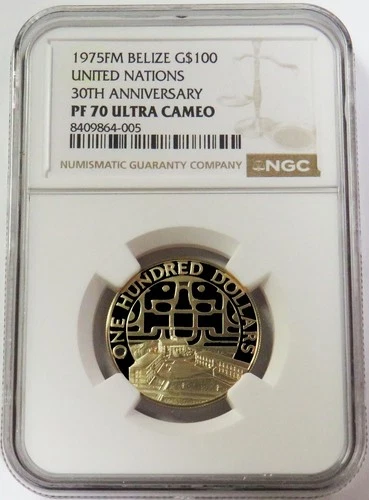 1975FM BELIZE G$100
UNITED NATIONS
30TH ANNIVERSARY
PF 70 ULTRA CAMEO
8409864-005
NUMISMATIC GUARANTY COMPANY NGC
ONE HUNDRED DOLLARS